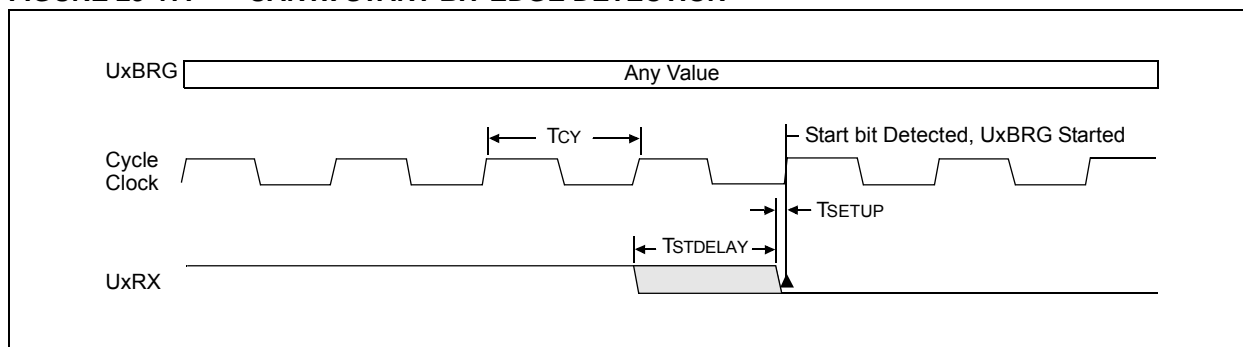 UxBRG
Any Value
TCY
Start bit Detected, UxBRG Started
Cycle
Clock
TSETUP
TSTDELAY
UxRX